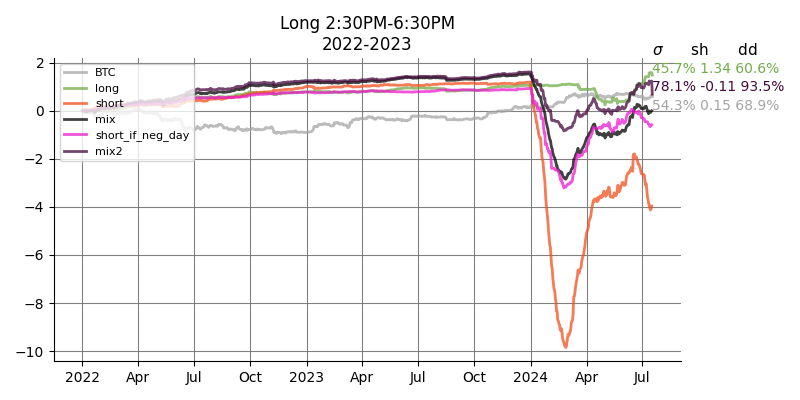 Long 2:30PM-6:30PM
2022-2023
σ sh dd
45.7% 1.34 60.6%
78.1% -0.11 93.5%
54.3% 0.15 68.9%
BTC
long
short
mix
short_if_neg_day
mix2
2
0
−2
−4
−6
−8
−10
2022 Apr Jul Oct 2023 Apr Jul Oct 2024 Apr Jul